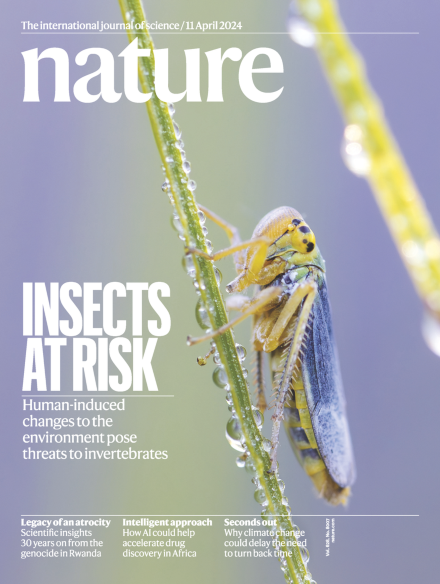 The international journal of science / 11 April 2024
nature
INSECTS
AT RISK
Human-induced
changes to the
environment pose
threats to invertebrates
Legacy of an atrocity
Scientific insights
30 years on from the
genocide in Rwanda
Intelligent approach
How AI could help
accelerate drug
discovery in Africa
Seconds out
Why climate change
could delay the need
to turn back time